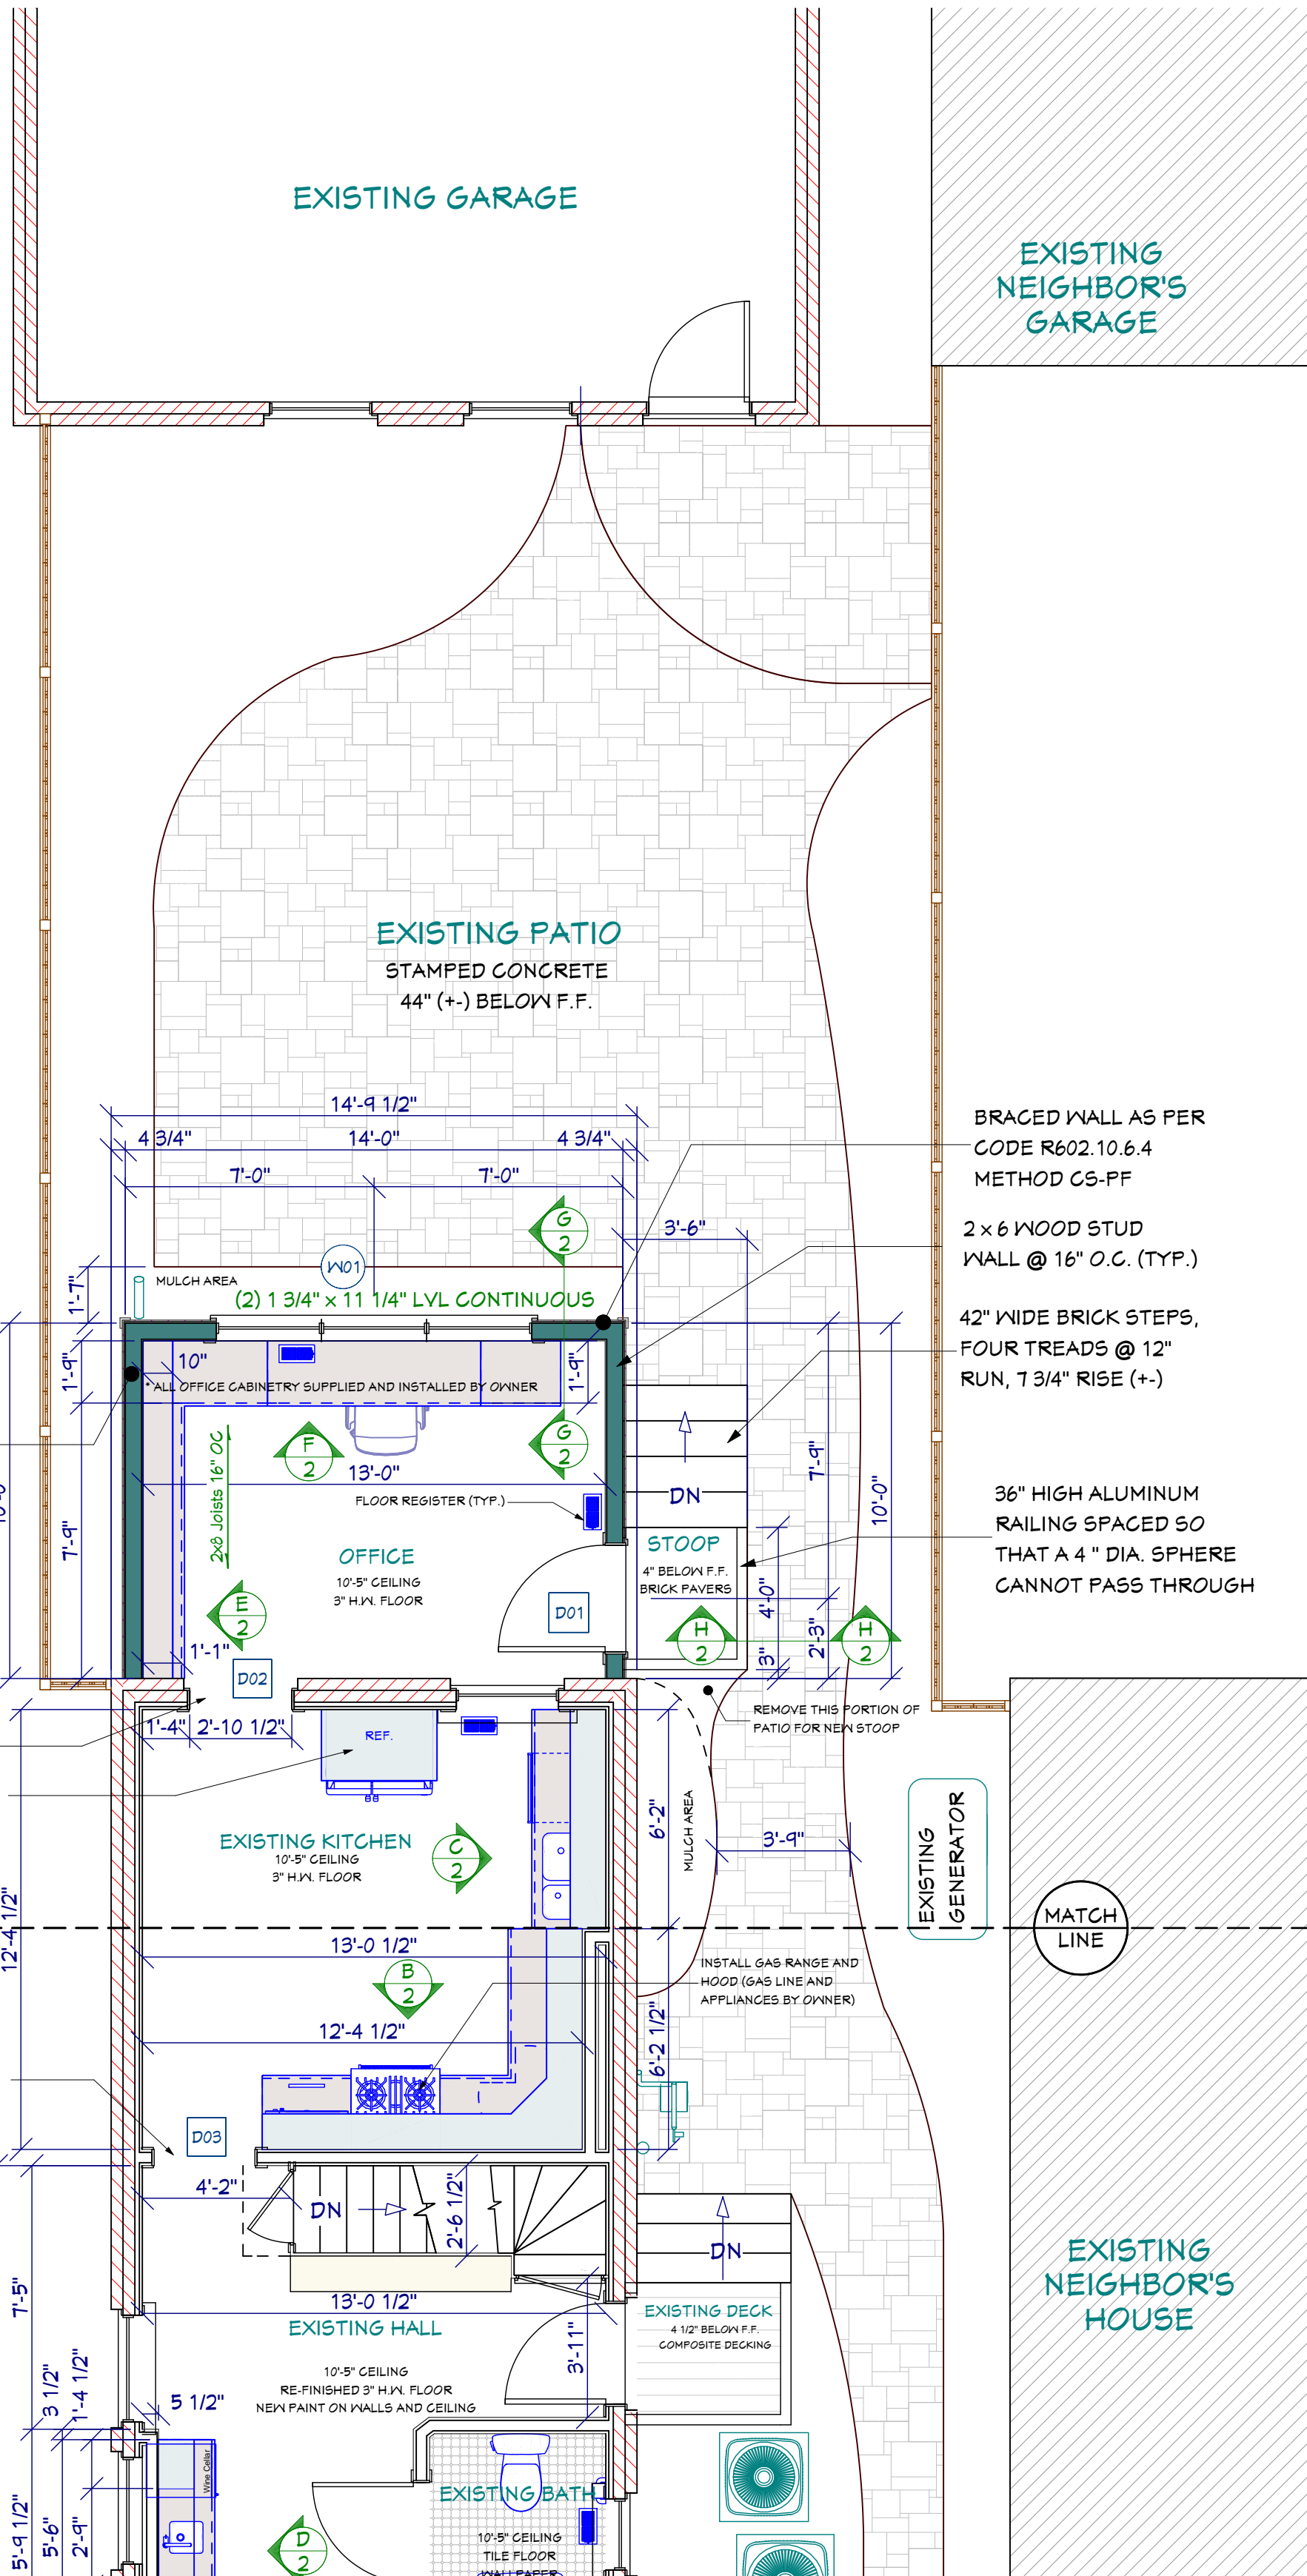 EXISTING GARAGE
EXISTING
NEIGHBOR'S
GARAGE
EXISTING PATIO
STAMPED CONCRETE
44" (+-) BELOW F.F.
14'-9 1/2"
4 3/4"
14'-0"
4 3/4"
7'-0"
7'-0"
BRACED WALL AS PER
CODE R602.10.6.4
METHOD CS-PF
G
2
3'-6"
2 x 6 WOOD STUD
WALL @ 16" O.C. (TYP.)
W01
MULCH AREA
1'-7"
(2) 1 3/4" x 11 1/4" LVL CONTINUOUS
42" WIDE BRICK STEPS,
FOUR TREADS @ 12"
RUN, 7 3/4" RISE (+-)
1'-9"
10"
1'-9"
* ALL OFFICE CABINETRY SUPPLIED AND INSTALLED BY OWNER
F
2
G
2
2x8 Joists 16" OC
13'-0"
7'-9"
10'-0"
DN
FLOOR REGISTER (TYP.)
36" HIGH ALUMINUM
RAILING SPACED SO
THAT A 4 " DIA. SPHERE
CANNOT PASS THROUGH
7'-9"
OFFICE
10'-5" CEILING
3" H.W. FLOOR
STOOP
4" BELOW F.F.
BRICK PAVERS
4'-0"
E
2
D01
H
2
H
2
2'-3"
3"
1'-1"
D02
REMOVE THIS PORTION OF
PATIO FOR NEW STOOP
1'-4"
2'-10 1/2"
REF.
6'-2"
MULCH AREA
EXISTING KITCHEN
10'-5" CEILING
3" H.W. FLOOR
C
2
3'-9"
EXISTING
GENERATOR
MATCH
LINE
12'-4 1/2"
13'-0 1/2"
B
2
INSTALL GAS RANGE AND
HOOD (GAS LINE AND
APPLIANCES BY OWNER)
12'-4 1/2"
6'-2 1/2"
D03
4'-2"
DN
2'-6 1/2"
DN
EXISTING
NEIGHBOR'S
HOUSE
7'-5"
13'-0 1/2"
EXISTING HALL
10'-5" CEILING
RE-FINISHED 3" H.W. FLOOR
NEW PAINT ON WALLS AND CEILING
3'-11"
EXISTING DECK
4 1/2" BELOW F.F.
COMPOSITE DECKING
3 1/2"
1'-4 1/2"
5 1/2"
Wine Cellar
EXISTING BATH
10'-5" CEILING
TILE FLOOR
WALLPAPER
5'-9 1/2"
5'-6"
2'-9"
D
2